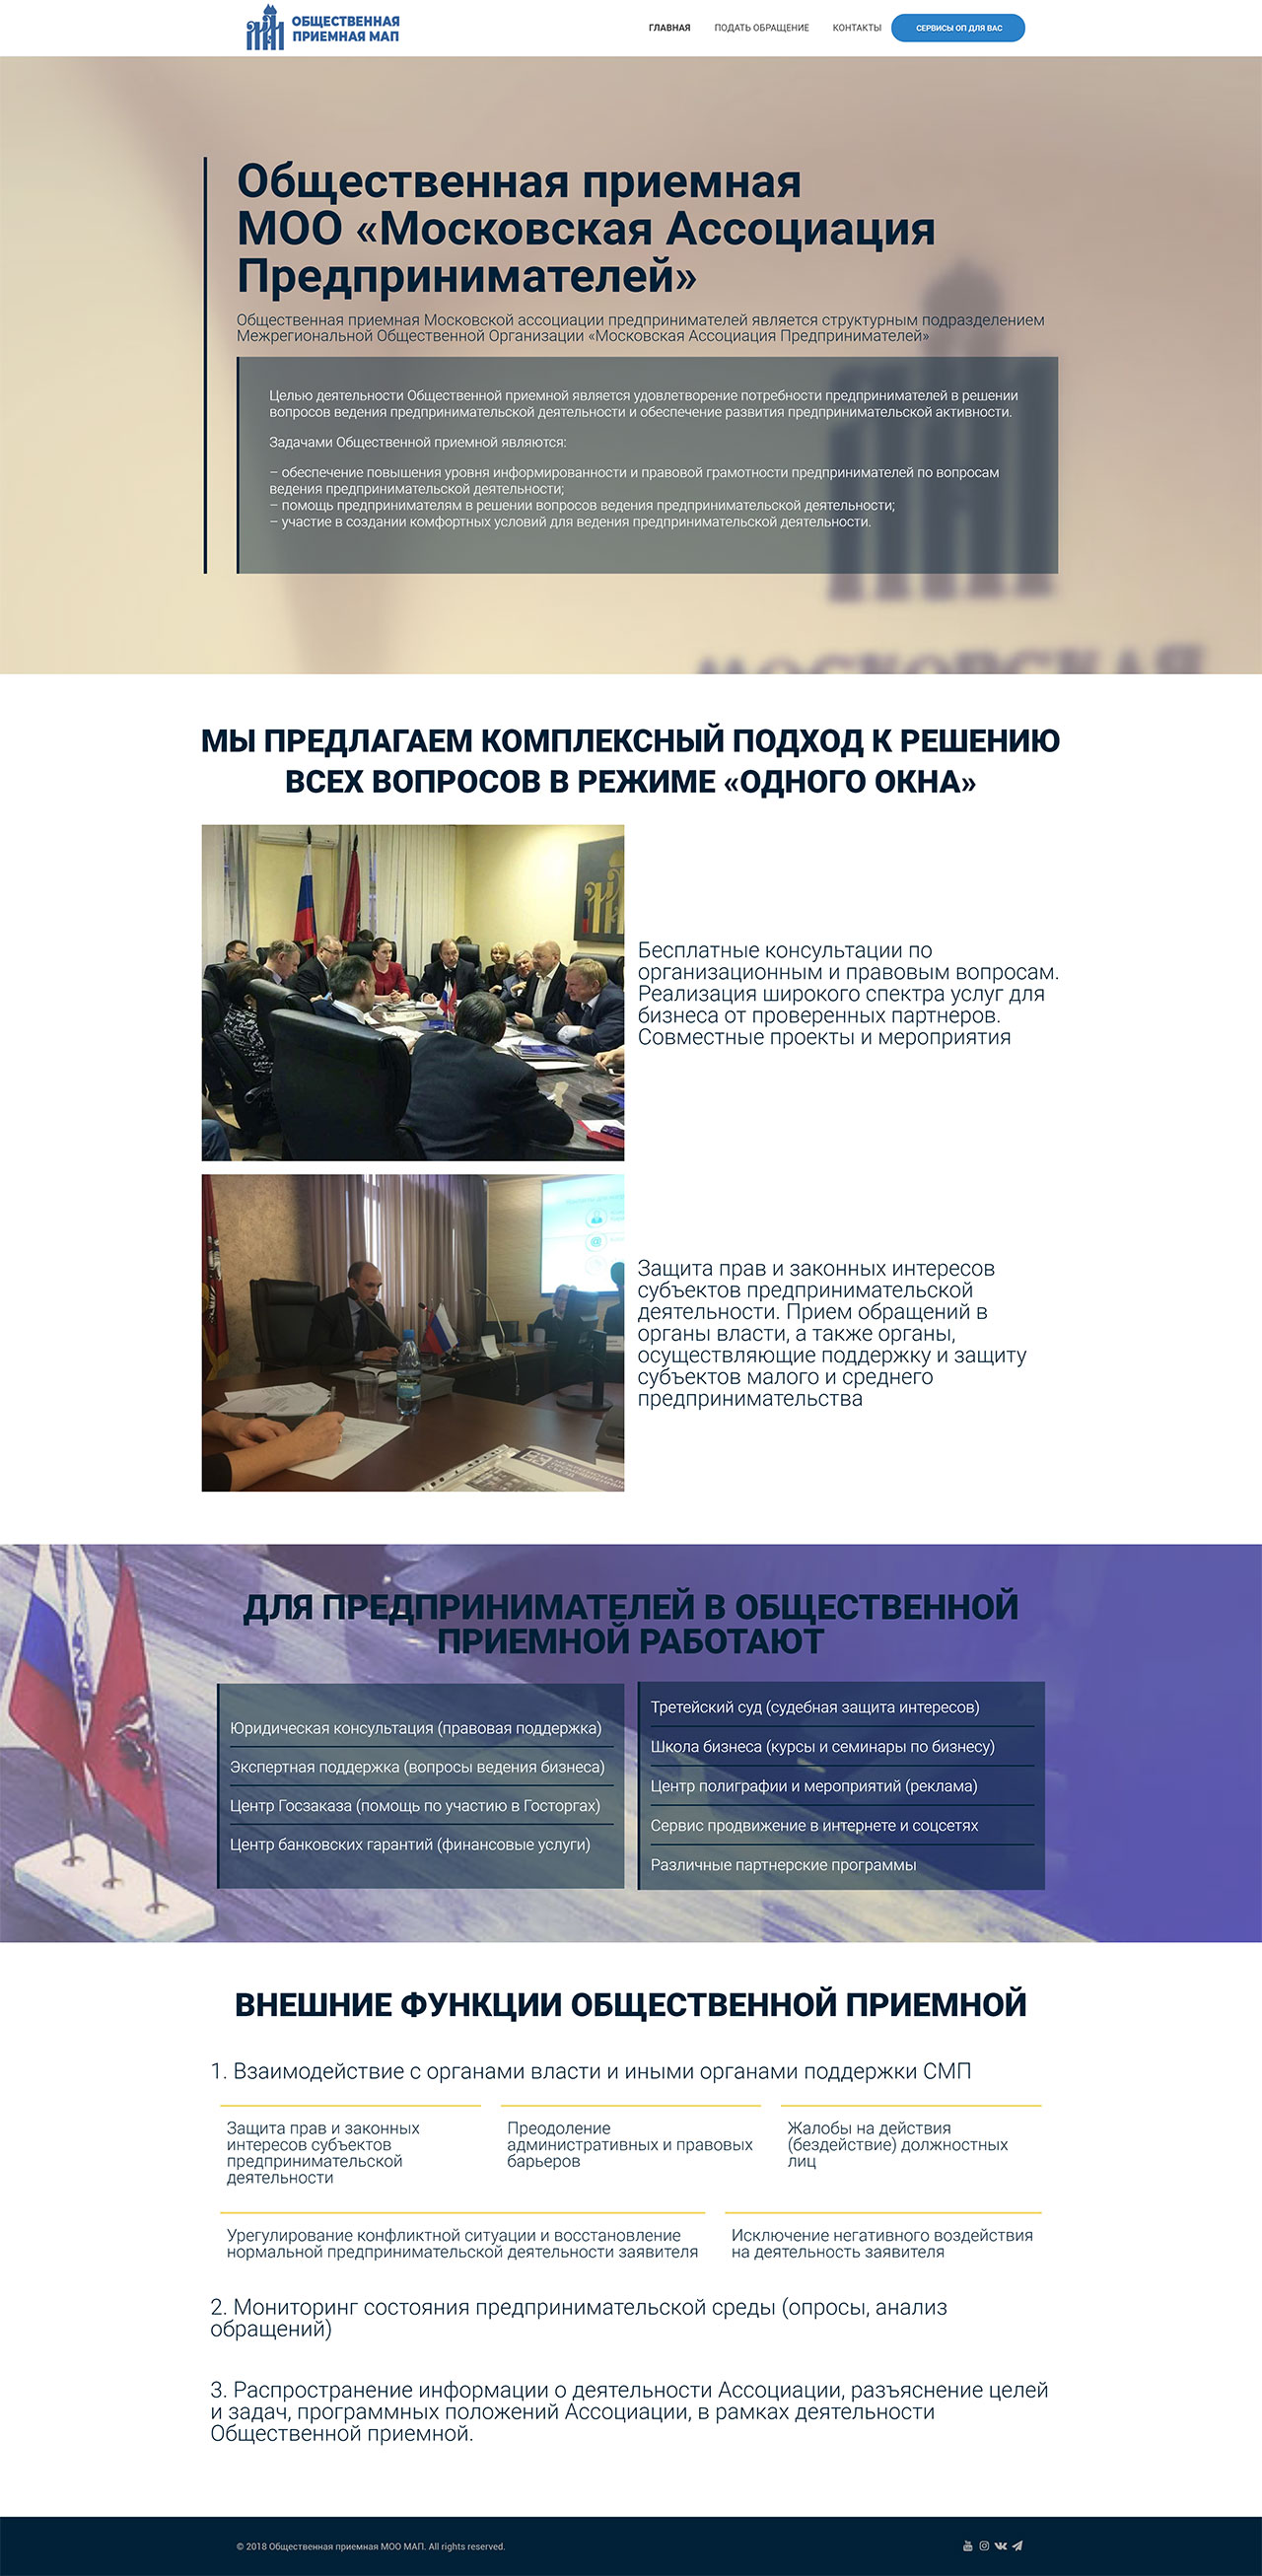 ОБЩЕСТВЕННАЯ
ПРИЕМНАЯ МАП
ГЛАВНАЯ
ПОДАТЬ ОБРАЩЕНИЕ
КОНТАКТЫ
СЕРВИСЫ ОП ДЛЯ ВАС
Общественная приемная
МОО «Московская Ассоциация
Предпринимателей»
Общественная приемная Московской ассоциации предпринимателей является структурным подразделением
Межрегиональной Общественной Организации «Московская Ассоциация Предпринимателей»
Целью деятельности Общественной приемной является удовлетворение потребности предпринимателей в решении
вопросов ведения предпринимательской деятельности и обеспечение развития предпринимательской активности.
Задачами Общественной приемной являются:
– обеспечение повышения уровня информированности и правовой грамотности предпринимателей по вопросам
ведения предпринимательской деятельности;
– помощь предпринимателям в решении вопросов ведения предпринимательской деятельности;
– участие в создании комфортных условий для ведения предпринимательской деятельности.
МОСКОВСКАЯ
МЫ ПРЕДЛАГАЕМ КОМПЛЕКСНЫЙ ПОДХОД К РЕШЕНИЮ
ВСЕХ ВОПРОСОВ В РЕЖИМЕ «ОДНОГО ОКНА»
Бесплатные консультации по
организационным и правовым вопросам.
Реализация широкого спектра услуг для
бизнеса от проверенных партнеров.
Совместные проекты и мероприятия
Защита прав и законных интересов
субъектов предпринимательской
деятельности. Прием обращений в
органы власти, а также органы,
осуществляющие поддержку и защиту
субъектов малого и среднего
предпринимательства
ДЛЯ ПРЕДПРИНИМАТЕЛЕЙ В ОБЩЕСТВЕННОЙ
ПРИЕМНОЙ РАБОТАЮТ
Юридическая консультация (правовая поддержка)
Экспертная поддержка (вопросы ведения бизнеса)
Центр Госзаказа (помощь по участию в Госторгах)
Центр банковских гарантий (финансовые услуги)
Третейский суд (судебная защита интересов)
Школа бизнеса (курсы и семинары по бизнесу)
Центр полиграфии и мероприятий (реклама)
Сервис продвижение в интернете и соцсетях
Различные партнерские программы
ВНЕШНИЕ ФУНКЦИИ ОБЩЕСТВЕННОЙ ПРИЕМНОЙ
1. Взаимодействие с органами власти и иными органами поддержки СМП
Защита прав и законных
интересов субъектов
предпринимательской
деятельности
Преодоление
административных и правовых
барьеров
Жалобы на действия
(бездействие) должностных
лиц
Урегулирование конфликтной ситуации и восстановление
нормальной предпринимательской деятельности заявителя
Исключение негативного воздействия
на деятельность заявителя
2. Мониторинг состояния предпринимательской среды (опросы, анализ
обращений)
3. Распространение информации о деятельности Ассоциации, разъяснение целей
и задач, программных положений Ассоциации, в рамках деятельности
Общественной приемной.
© 2018 Общественная приемная МОО МАП. All rights reserved.